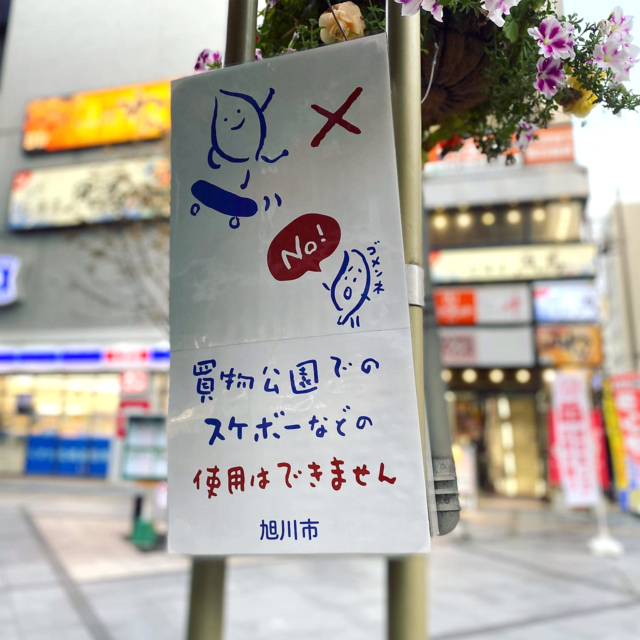 No!
ゴメンネ
買物公園での
スケボーなどの
使用はできません
旭川市